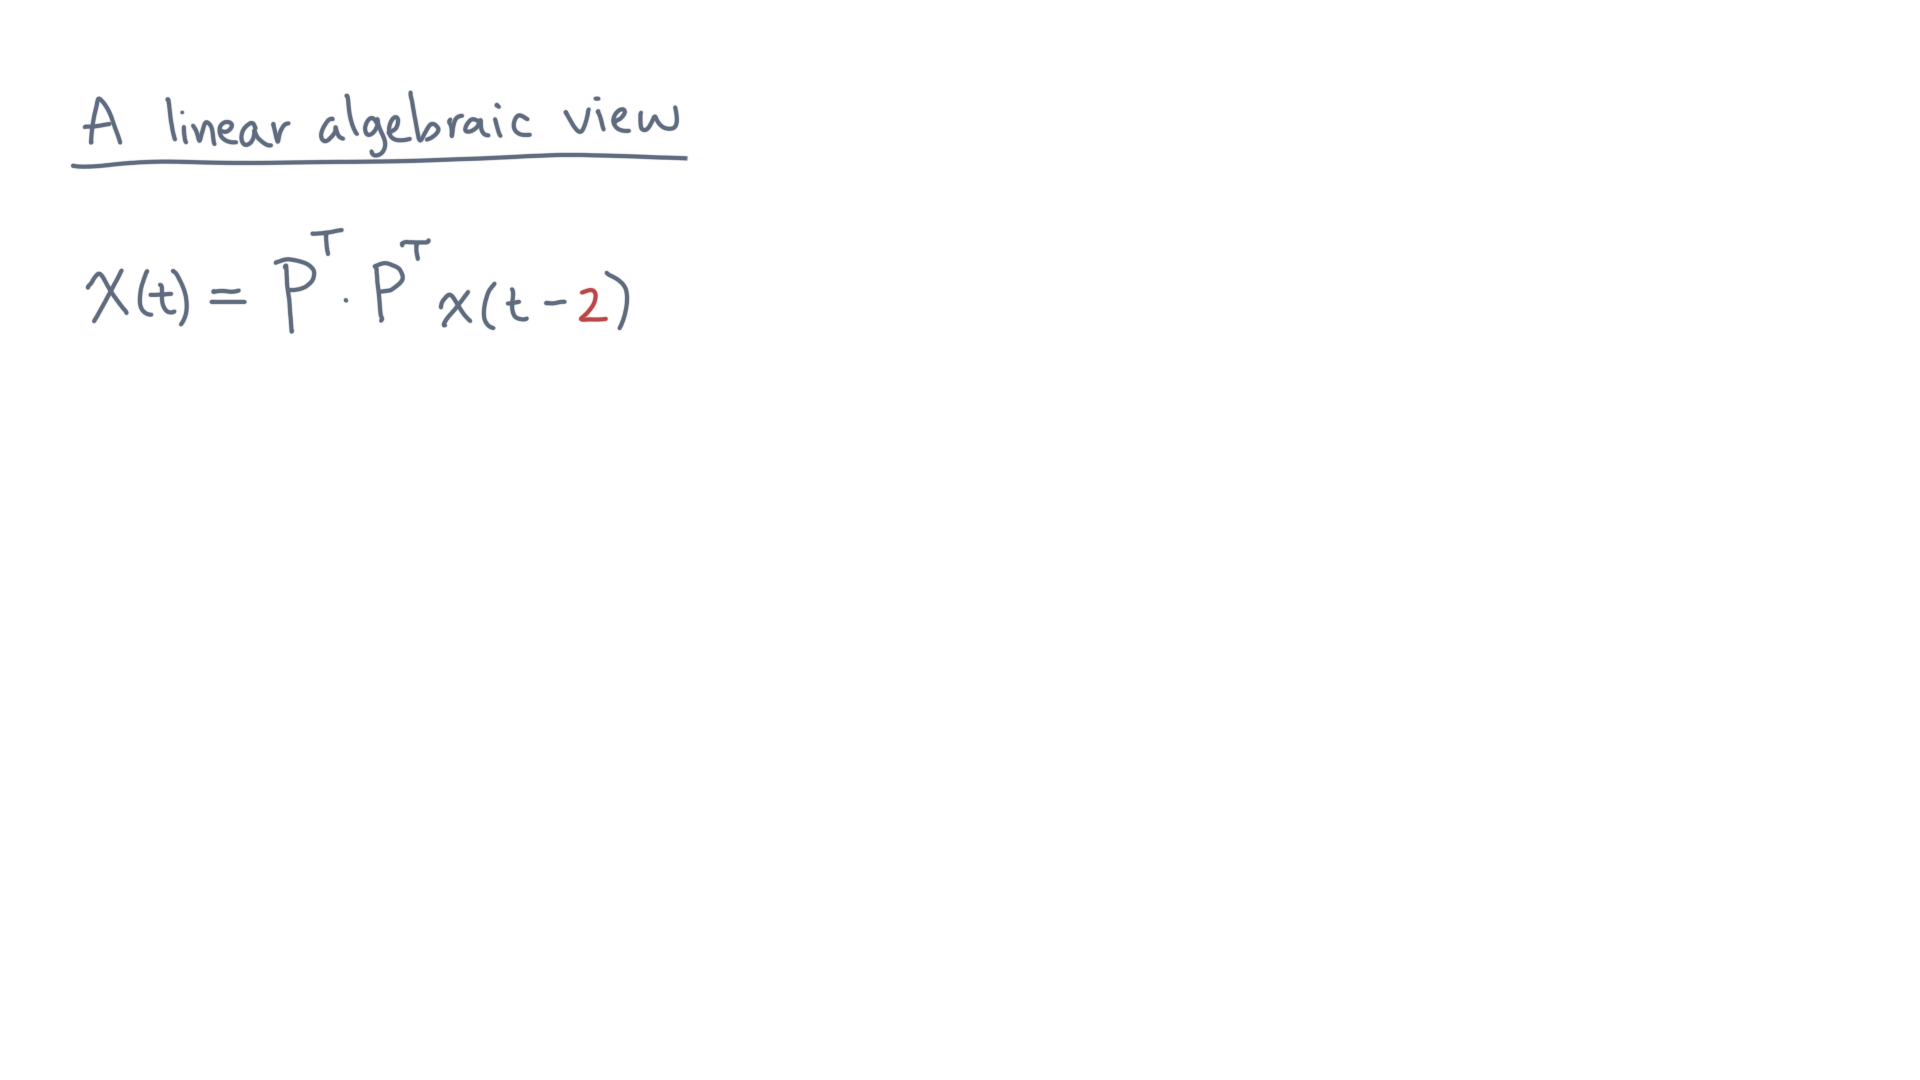 A linear algebraic view
X(t) = Pᵀ · Pᵀ x(t - 2)